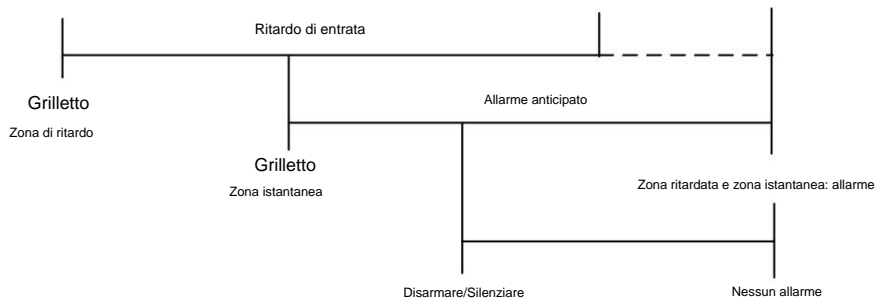 Ritardo di entrata
Grilletto
Zona di ritardo
Allarme anticipato
Grilletto
Zona istantanea
Zona ritardata e zona istantanea: allarme
Disarmare/Silenziare
Nessun allarme